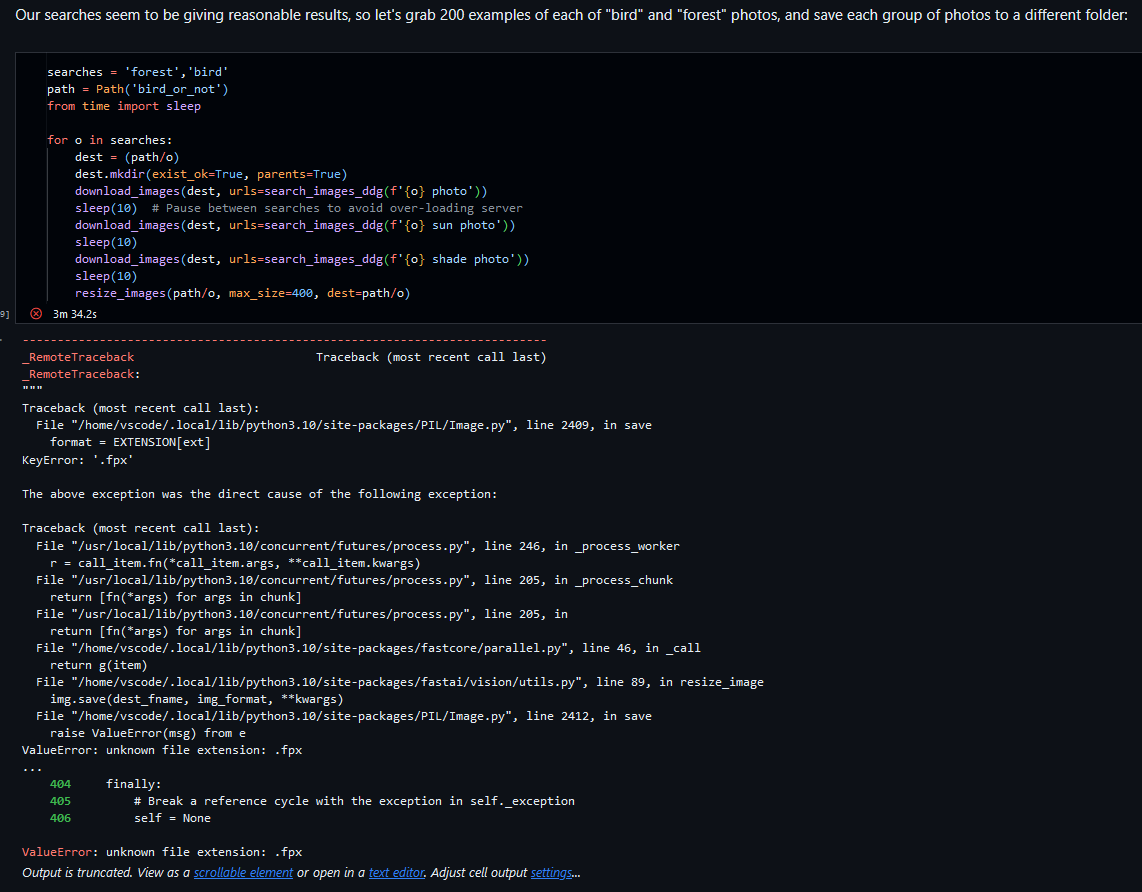 Our searches seem to be giving reasonable results, so let's grab 200 examples of each of "bird" and "forest" photos, and save each group of photos to a different folder:
searches = 'forest','bird'
path = Path('bird_or_not')
from time import sleep
for o in searches:
    dest = (path/o)
    dest.mkdir(exist_ok=True, parents=True)
    download_images(dest, urls=search_images_ddg(f'{o} photo'))
    sleep(10)  # Pause between searches to avoid over-loading server
    download_images(dest, urls=search_images_ddg(f'{o} sun photo'))
    sleep(10)
    download_images(dest, urls=search_images_ddg(f'{o} shade photo'))
    sleep(10)
    resize_images(path/o, max_size=400, dest=path/o)
9] 3m 34.2s
---------------------------------------------------------------------------
_RemoteTraceback                          Traceback (most recent call last)
_RemoteTraceback:
"""
Traceback (most recent call last):
  File "/home/vscode/.local/lib/python3.10/site-packages/PIL/Image.py", line 2409, in save
    format = EXTENSION[ext]
KeyError: '.fpx'
The above exception was the direct cause of the following exception:
Traceback (most recent call last):
  File "/usr/local/lib/python3.10/concurrent/futures/process.py", line 246, in _process_worker
    r = call_item.fn(*call_item.args, **call_item.kwargs)
  File "/usr/local/lib/python3.10/concurrent/futures/process.py", line 205, in _process_chunk
    return [fn(*args) for args in chunk]
  File "/usr/local/lib/python3.10/concurrent/futures/process.py", line 205, in
    return [fn(*args) for args in chunk]
  File "/home/vscode/.local/lib/python3.10/site-packages/fastcore/parallel.py", line 46, in _call
    return g(item)
  File "/home/vscode/.local/lib/python3.10/site-packages/fastai/vision/utils.py", line 89, in resize_image
    img.save(dest_fname, img_format, **kwargs)
  File "/home/vscode/.local/lib/python3.10/site-packages/PIL/Image.py", line 2412, in save
    raise ValueError(msg) from e
ValueError: unknown file extension: .fpx
...
    404     finally:
    405         # Break a reference cycle with the exception in self._exception
    406         self = None
ValueError: unknown file extension: .fpx
Output is truncated. View as a scrollable element or open in a text editor. Adjust cell output settings...